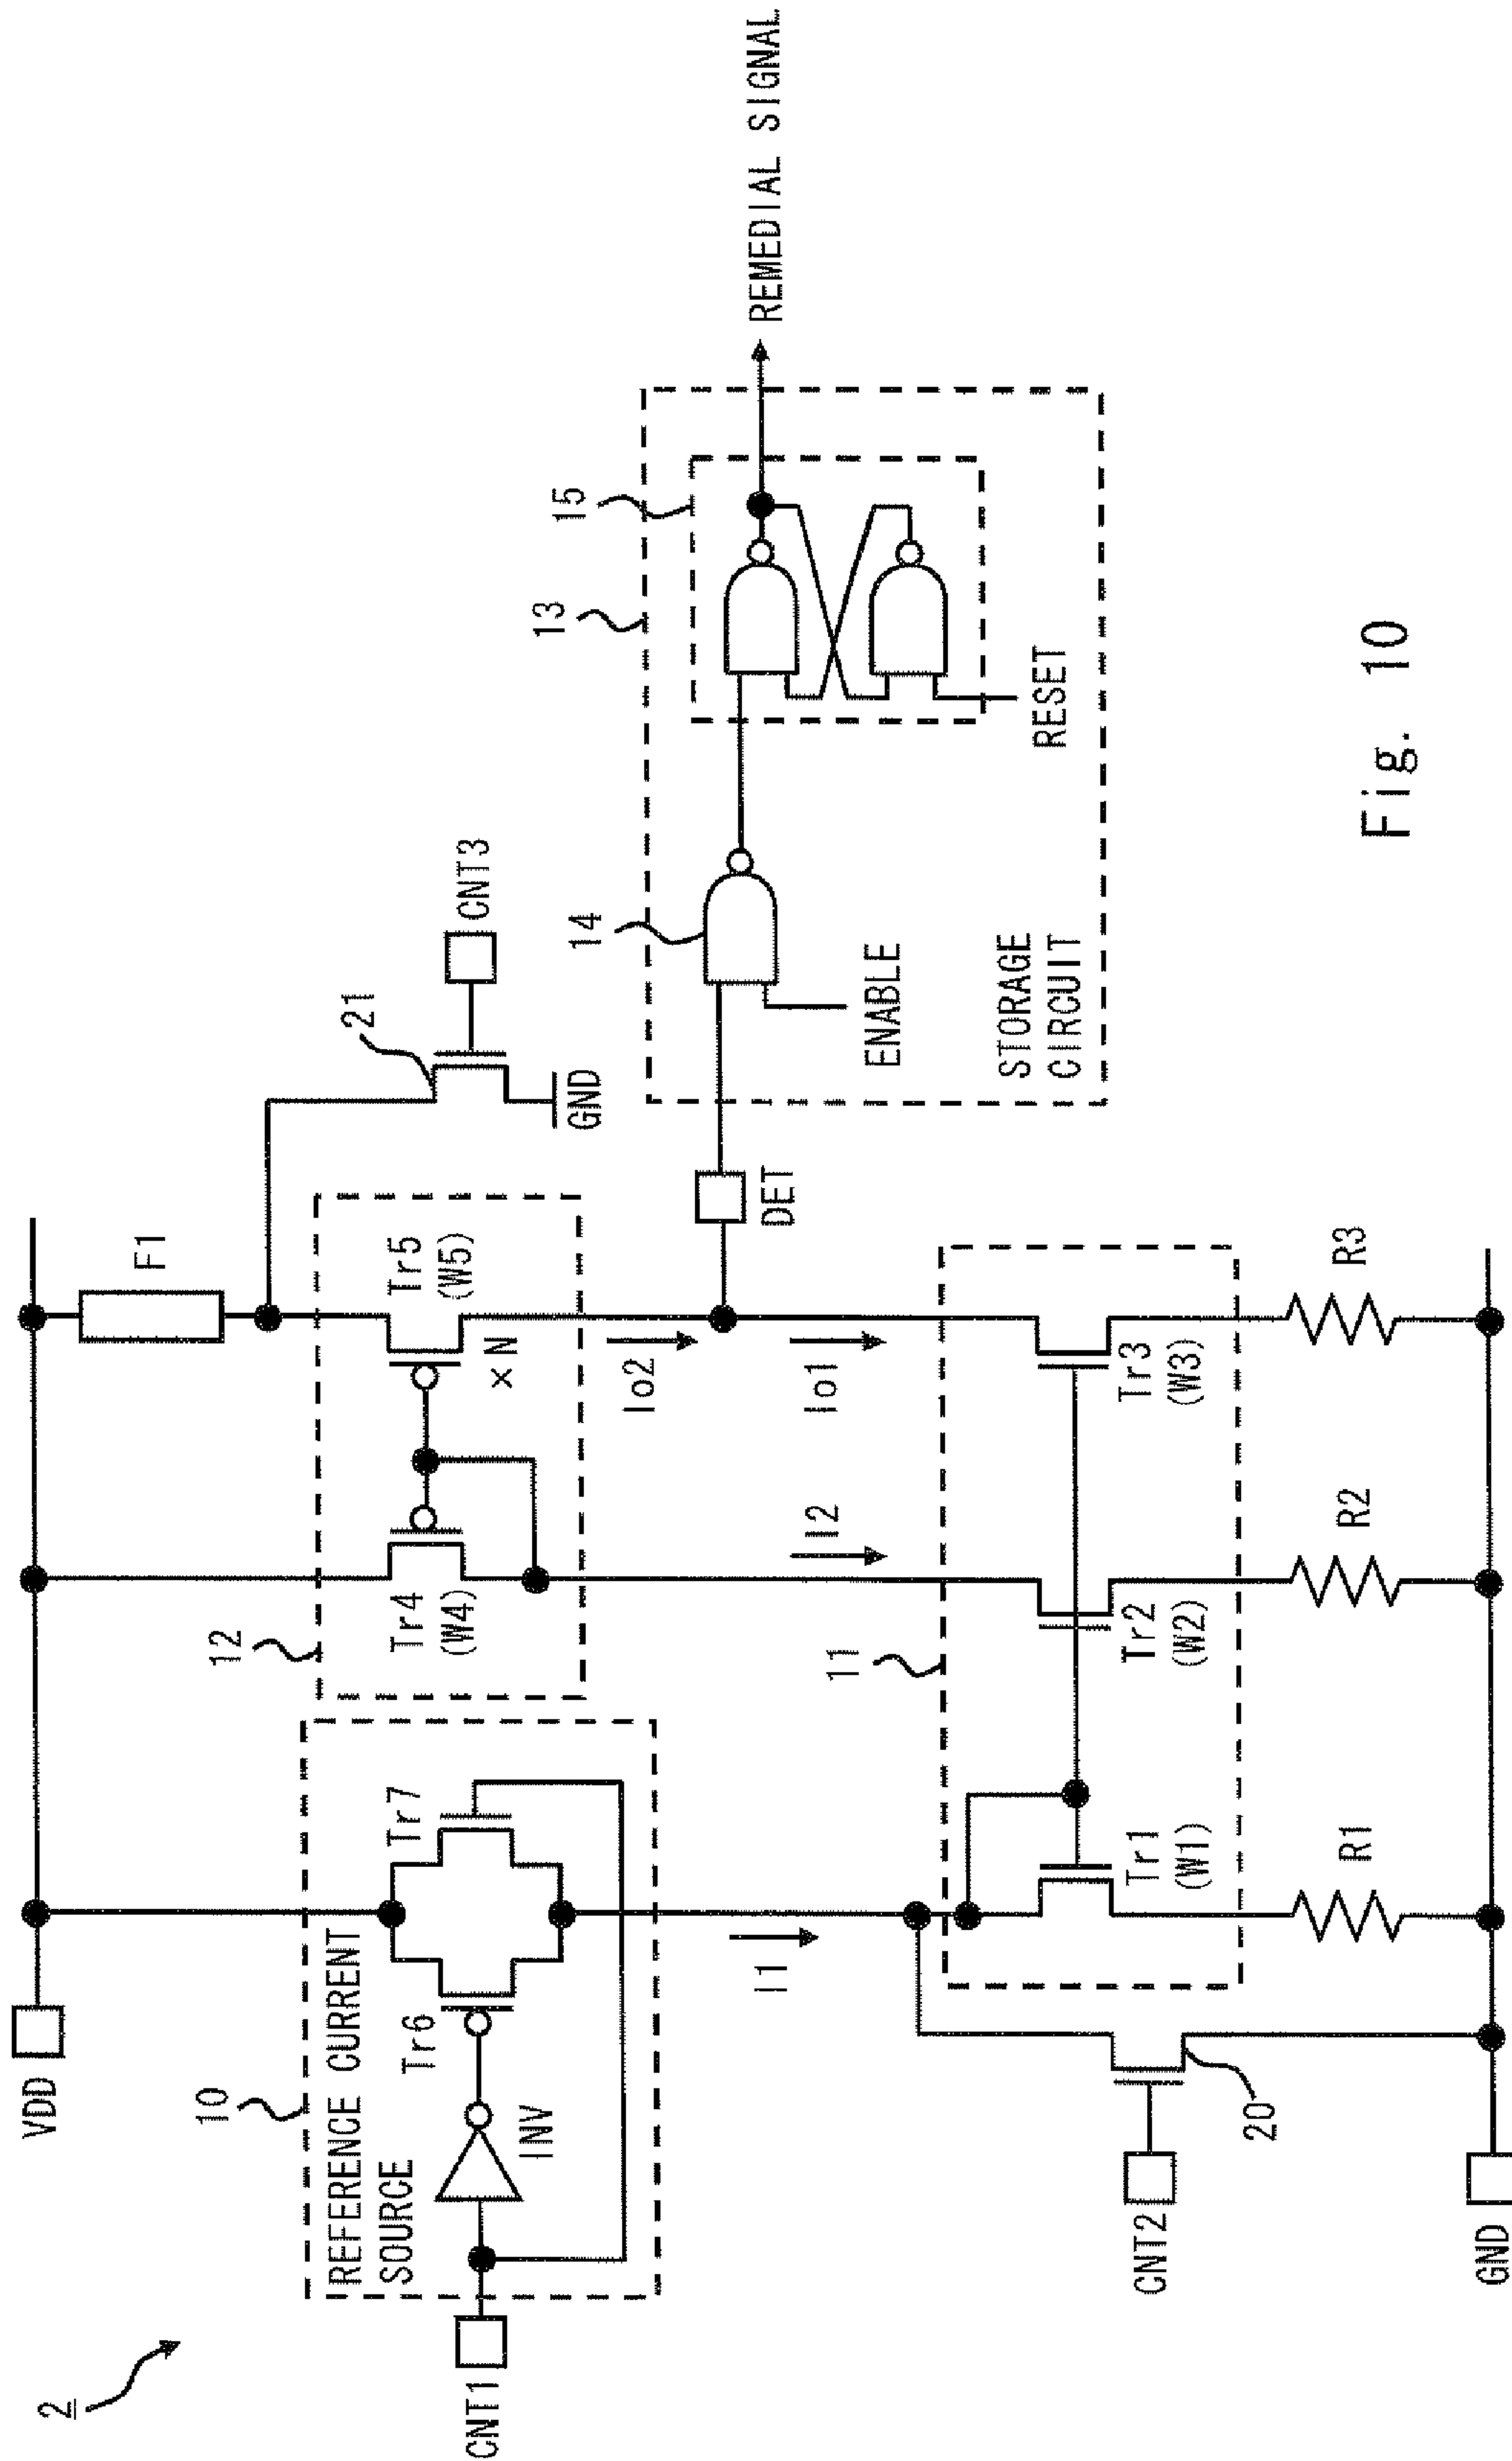 2
VDD
10
REFERENCE CURRENT
SOURCE
CNT1
INV
Tr6
Tr7
12
Tr4
(W4)
Tr5
(W5)
×N
F1
21
CNT3
GND
I1
I2
Io2
Io1
DET
13
14
15
ENABLE
RESET
STORAGE
CIRCUIT
REMEDIAL SIGNAL
11
Tr1
(W1)
Tr2
(W2)
Tr3
(W3)
CNT2
20
R1
R2
R3
GND
Fig. 10